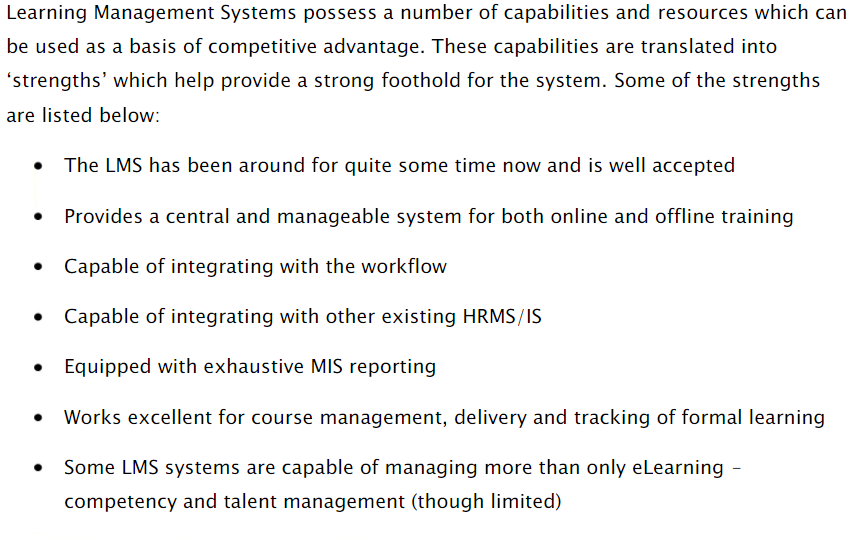 Learning Management Systems possess a number of capabilities and resources which can
be used as a basis of competitive advantage. These capabilities are translated into
‘strengths’ which help provide a strong foothold for the system. Some of the strengths
are listed below:
• The LMS has been around for quite some time now and is well accepted
• Provides a central and manageable system for both online and offline training
• Capable of integrating with the workflow
• Capable of integrating with other existing HRMS/IS
• Equipped with exhaustive MIS reporting
• Works excellent for course management, delivery and tracking of formal learning
• Some LMS systems are capable of managing more than only eLearning –
competency and talent management (though limited)